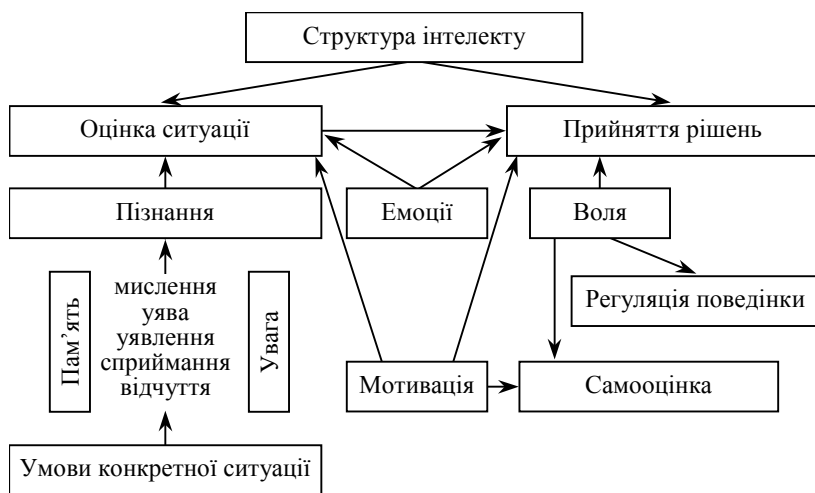 Структура інтелекту
Оцінка ситуації
Прийняття рішень
Пізнання
Емоції
Воля
Пам’ять
мислення
уява
уявлення
сприймання
відчуття
Увага
Регуляція поведінки
Мотивація
Самооцінка
Умови конкретної ситуації